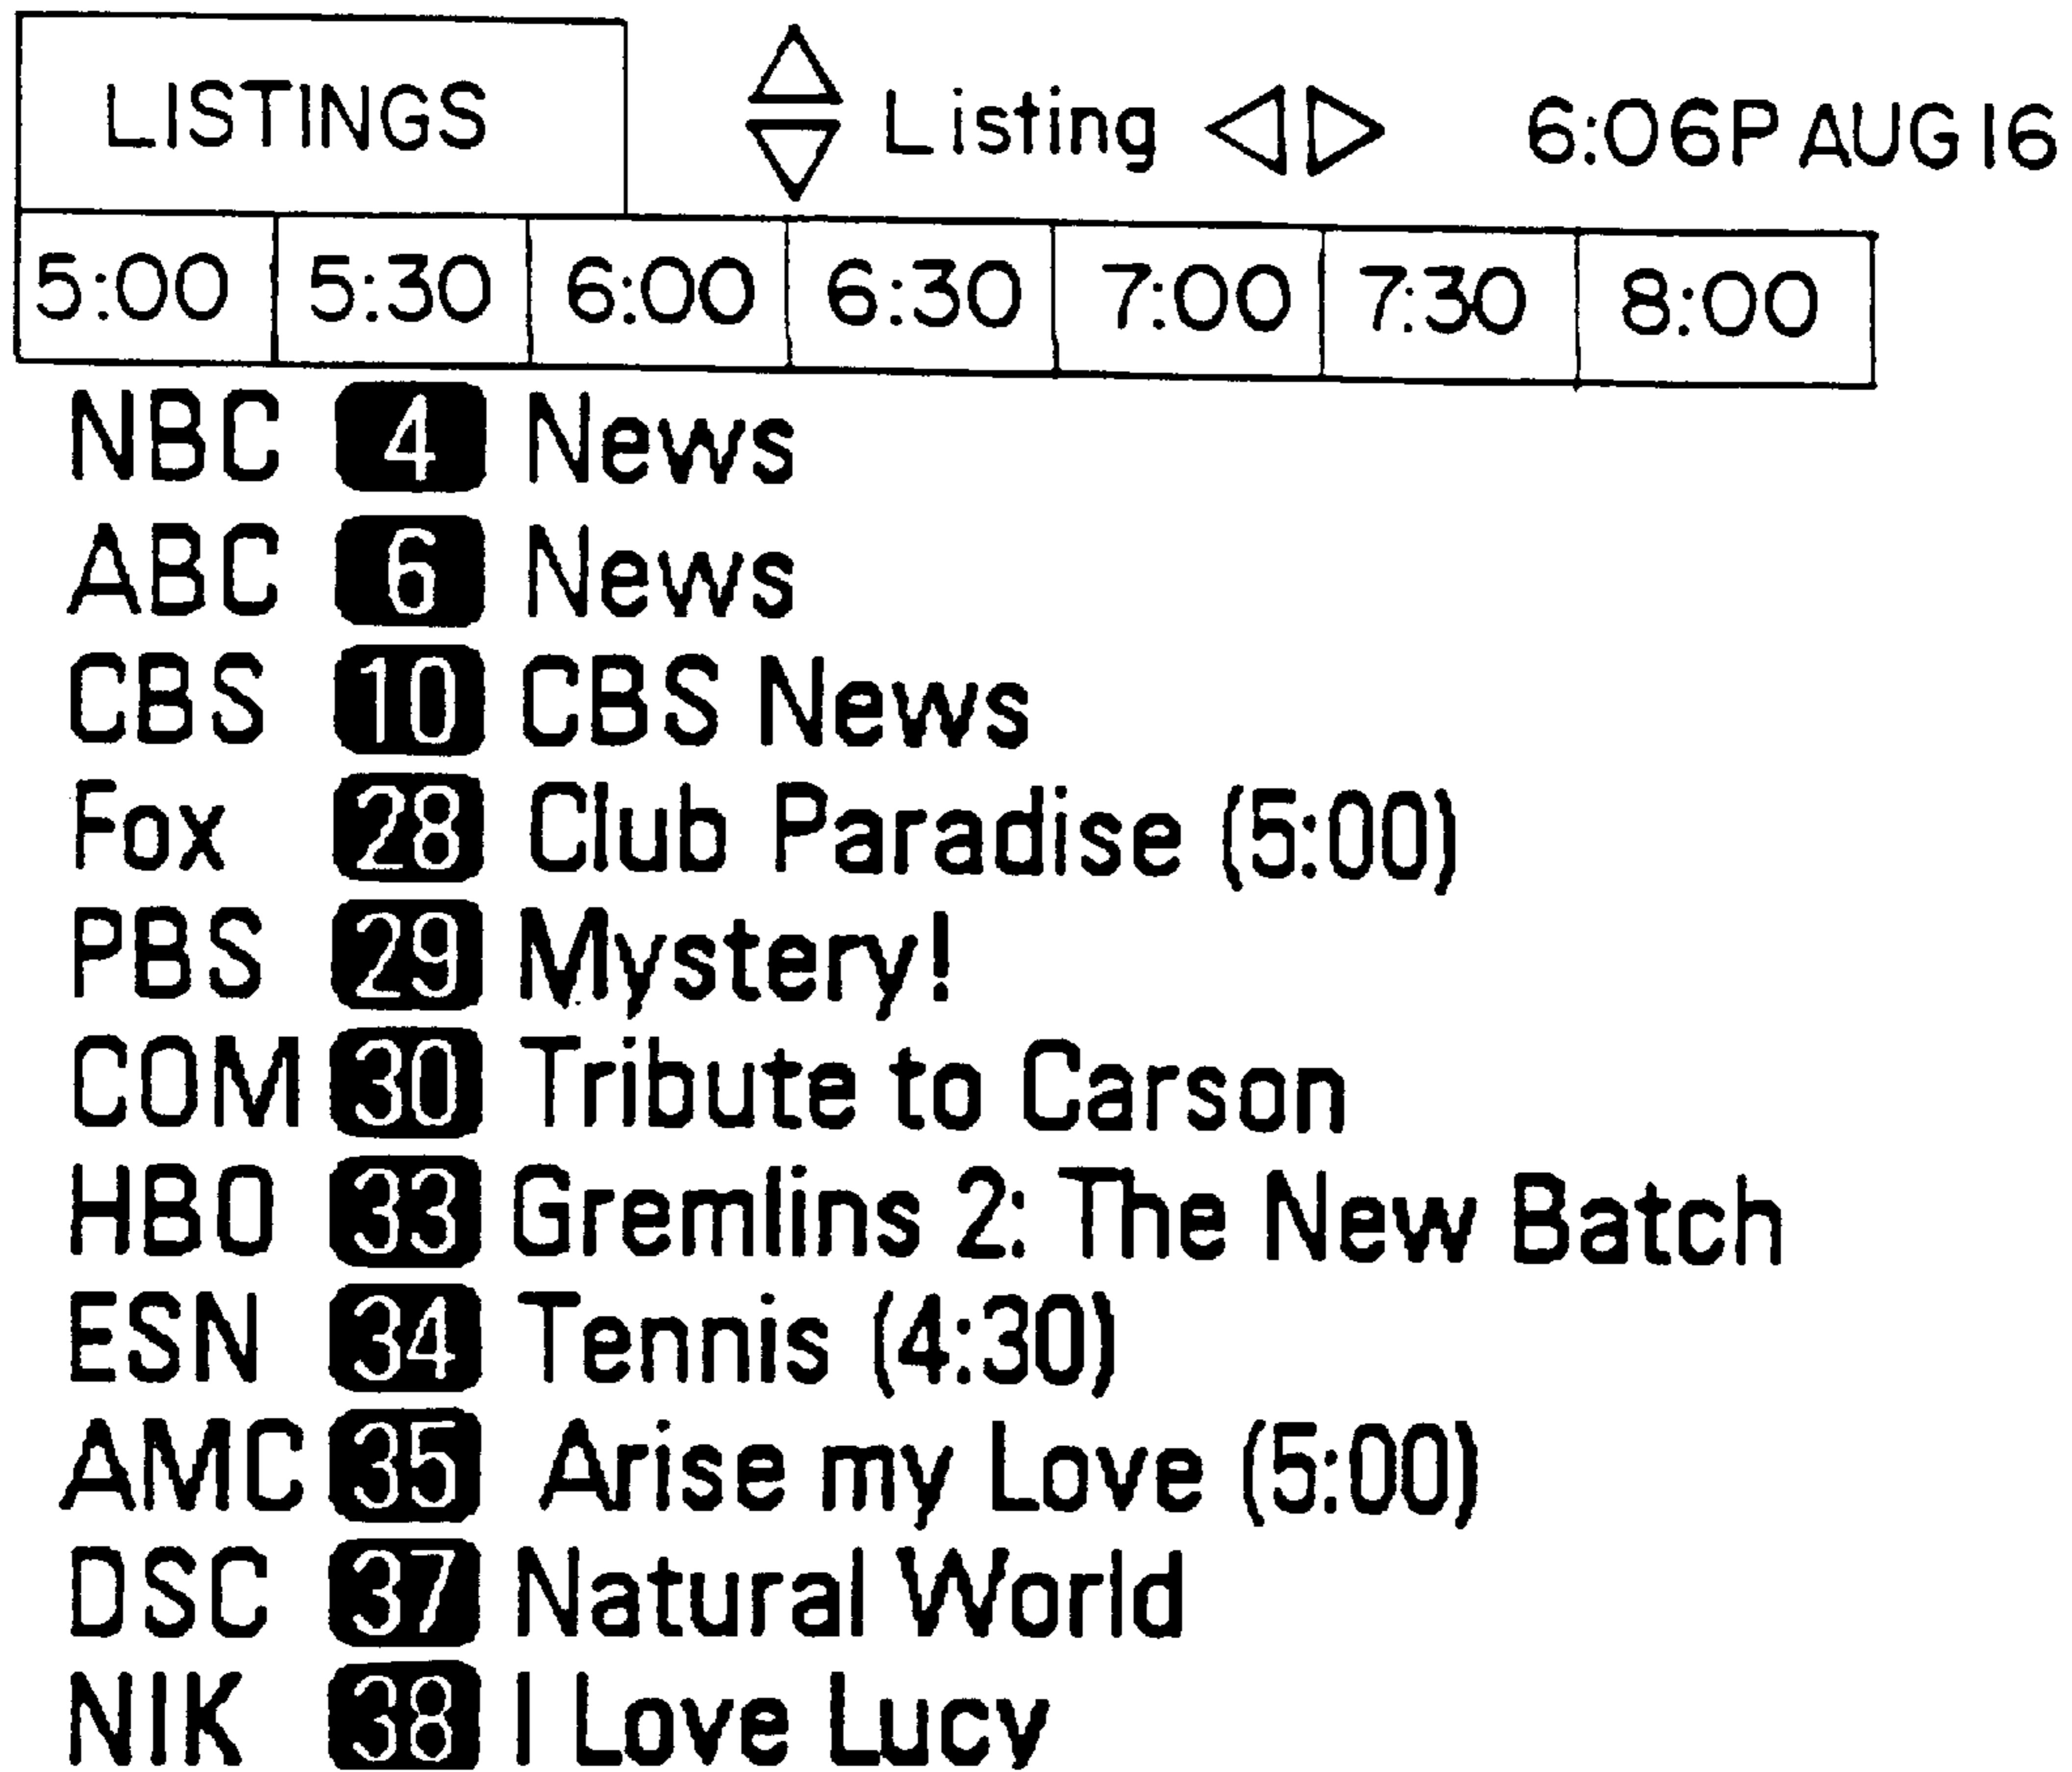 LISTINGS Listing 6:06P AUG 16
5:00 5:30 6:00 6:30 7:00 7:30 8:00
NBC 4 News
ABC 6 News
CBS 10 CBS News
Fox 28 Club Paradise (5:00)
PBS 29 Mystery!
COM 30 Tribute to Carson
HBO 33 Gremlins 2: The New Batch
ESN 34 Tennis (4:30)
AMC 35 Arise my Love (5:00)
DSC 37 Natural World
NIK 38 I Love Lucy